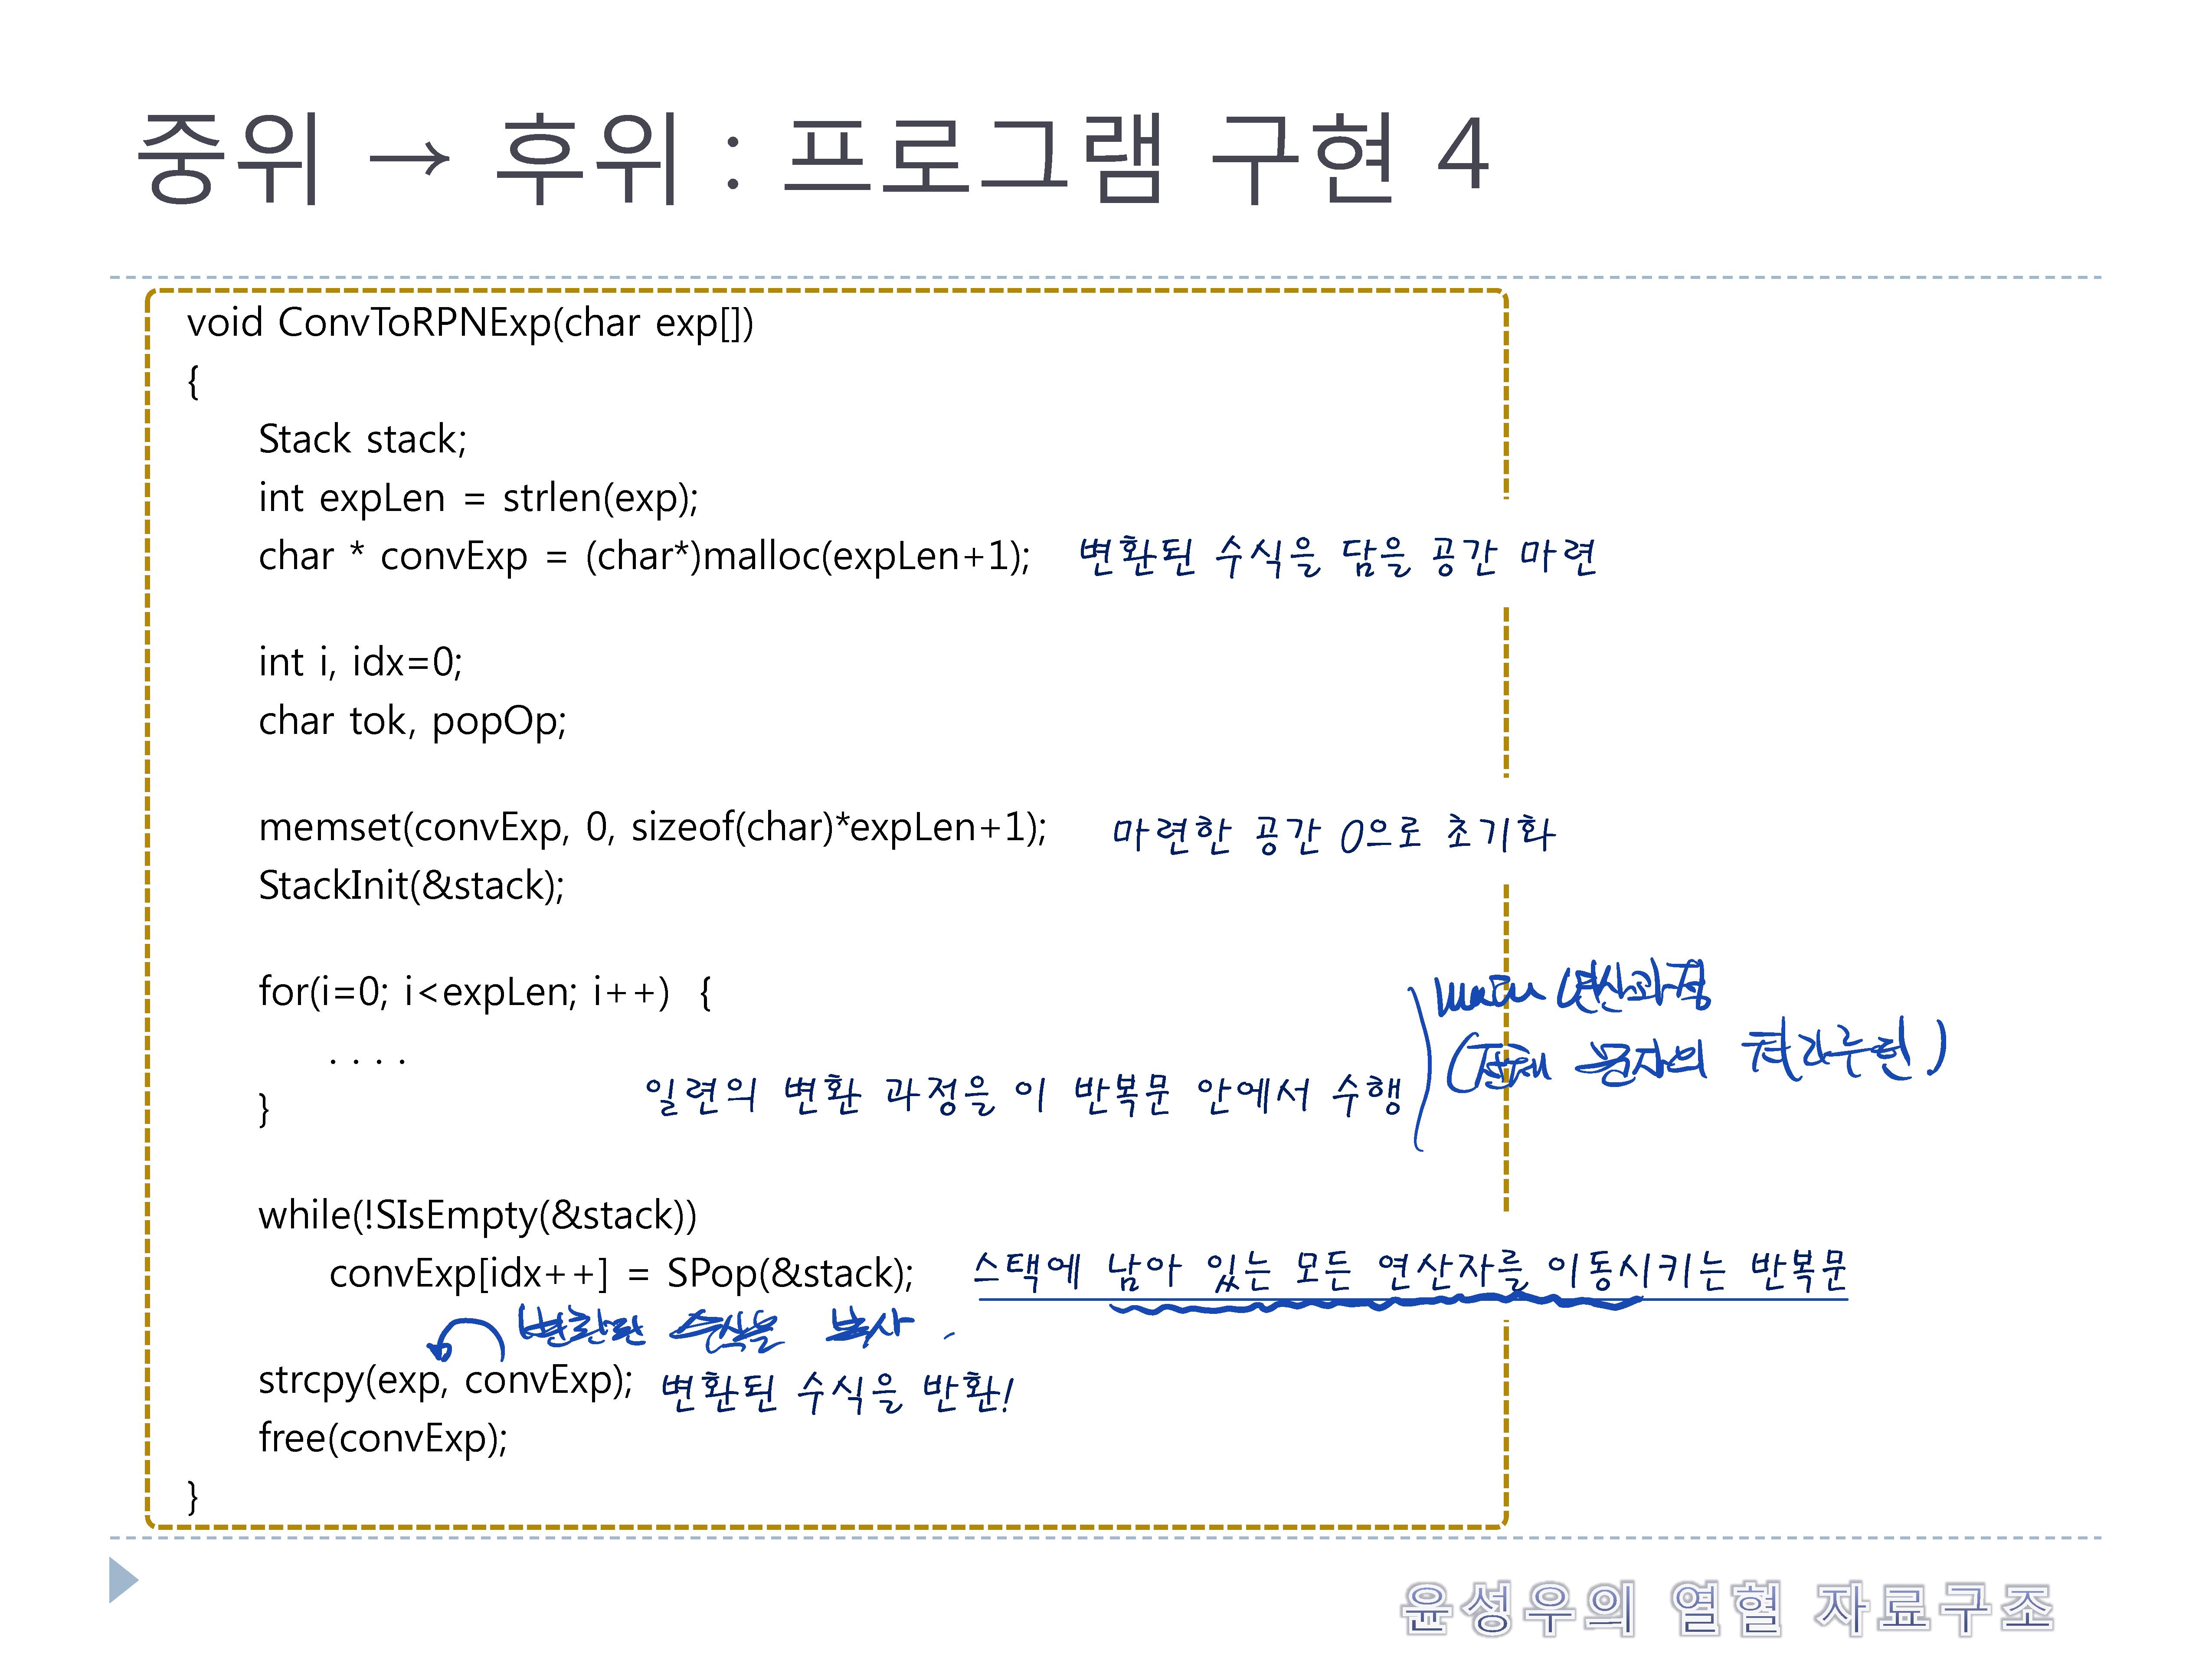 중위 → 후위 : 프로그램 구현 4
void ConvToRPNExp(char exp[])
{
Stack stack;
int expLen = strlen(exp);
char * convExp = (char*)malloc(expLen+1); 변환된 수식을 담을 공간 마련
int i, idx=0;
char tok, popOp;
memset(convExp, 0, sizeof(char)*expLen+1); 마련한 공간 0으로 초기화
StackInit(&stack);
for(i=0; i<expLen; i++) {
연산과정
. . . .
(전체
일련의 변환 과정을 이 반복문 안에서 수행
}
while(!SIsEmpty(&stack))
convExp[idx++] = SPop(&stack); 스택에 남아 있는 모든 연산자를 이동시키는 반복문
변환된 수식을 복사
strcpy(exp, convExp); 변환된 수식을 반환!
free(convExp);
}
윤성우의 열혈 자료구조